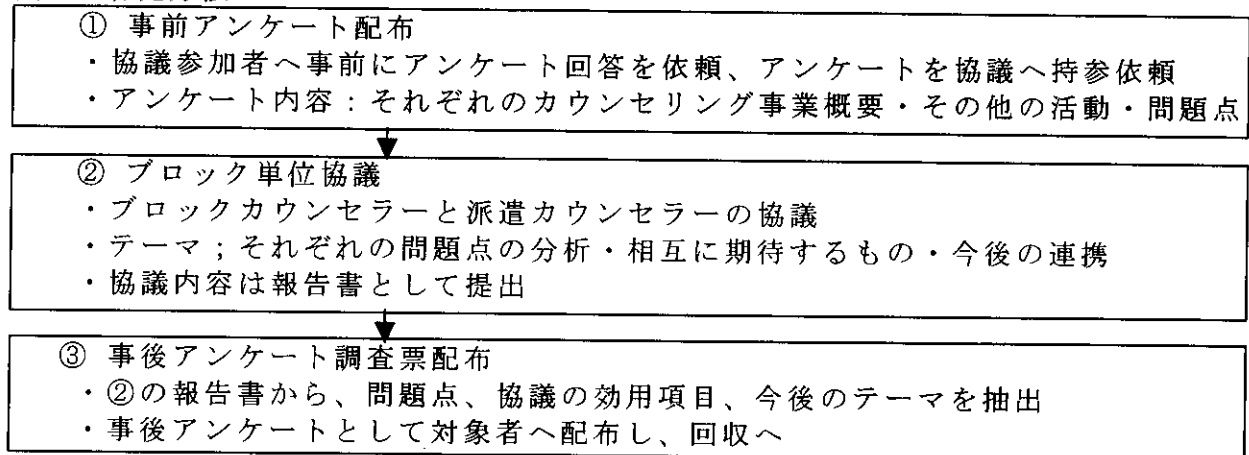 ① 事前アンケート配布
・協議参加者へ事前にアンケート回答を依頼、アンケートを協議へ持参依頼
・アンケート内容：それぞれのカウンセリング事業概要・その他の活動・問題点
② ブロック単位協議
・ブロックカウンセラーと派遣カウンセラーの協議
・テーマ；それぞれの問題点の分析・相互に期待するもの・今後の連携
・協議内容は報告書として提出
③ 事後アンケート調査票配布
・②の報告書から、問題点、協議の効用項目、今後のテーマを抽出
・事後アンケートとして対象者へ配布し、回収へ